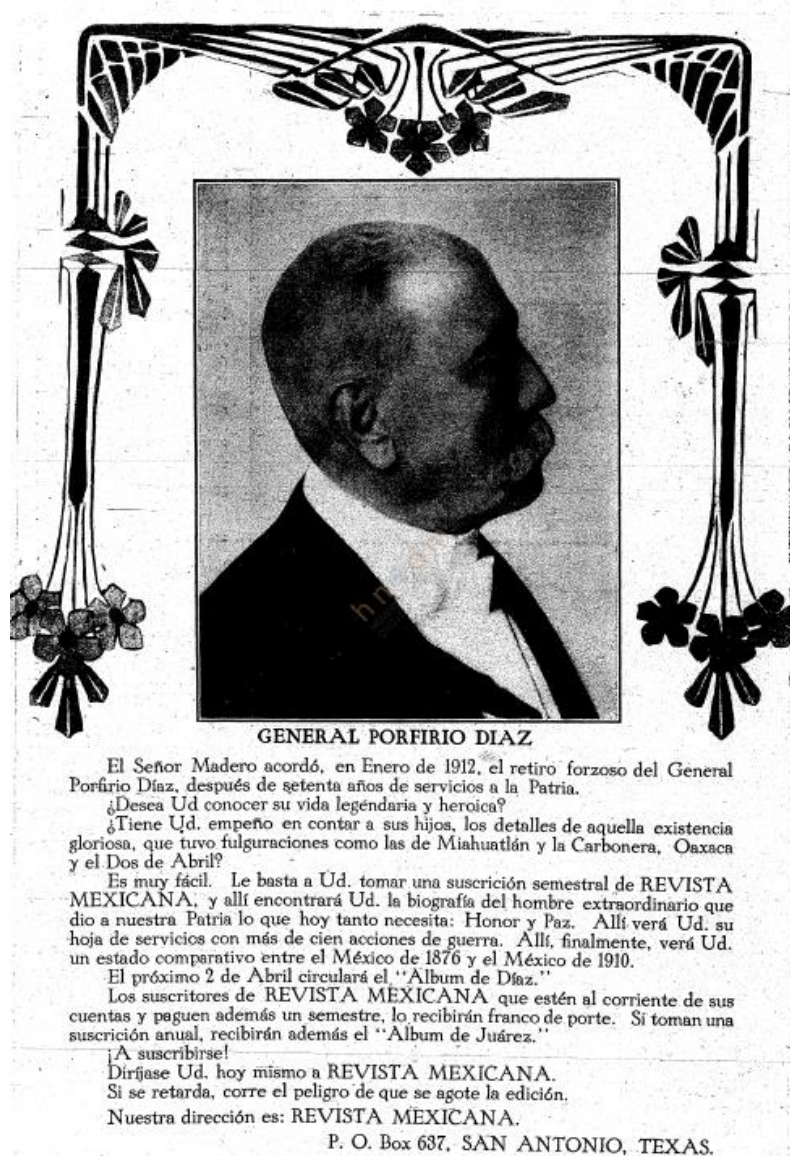 GENERAL PORFIRIO DIAZ
El Señor Madero acordó, en Enero de 1912, el retiro forzoso del General
Porfirio Díaz, después de setenta años de servicios a la Patria.
¿Desea Ud conocer su vida legendaria y heroica?
¿Tiene Ud. empeño en contar a sus hijos, los detalles de aquella existencia
gloriosa, que tuvo fulguraciones como las de Miahuatlán y la Carbonera, Oaxaca
y el Dos de Abril?
Es muy fácil. Le basta a Ud. tomar una suscrición semestral de REVISTA
MEXICANA, y allí encontrará Ud. la biografía del hombre extraordinario que
dio a nuestra Patria lo que hoy tanto necesita: Honor y Paz. Allí verá Ud. su
hoja de servicios con más de cien acciones de guerra. Allí, finalmente, verá Ud.
un estado comparativo entre el México de 1876 y el México de 1910.
El próximo 2 de Abril circulará el "Album de Díaz."
Los suscritores de REVISTA MEXICANA que estén al corriente de sus
cuentas y paguen además un semestre, lo recibirán franco de porte. Si toman una
suscrición anual, recibirán además el "Album de Juárez."
¡A suscribirse!
Diríjase Ud. hoy mismo a REVISTA MEXICANA.
Si se retarda, corre el peligro de que se agote la edición.
Nuestra dirección es: REVISTA MEXICANA.
P. O. Box 637, SAN ANTONIO, TEXAS.